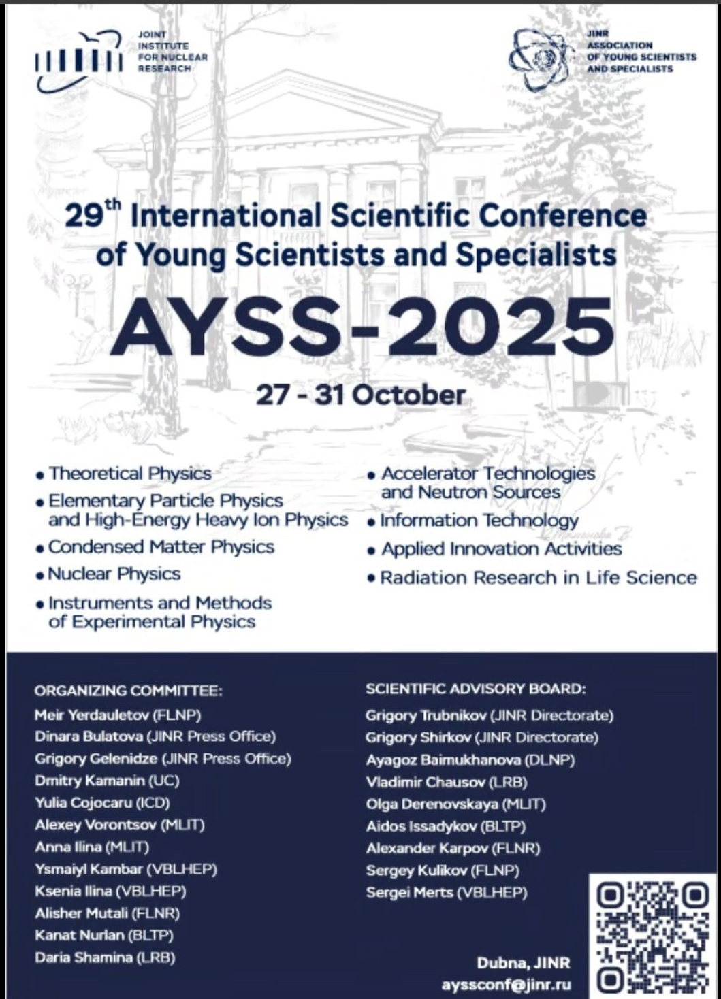 JOINT
INSTITUTE
FOR NUCLEAR
RESEARCH
JINR
ASSOCIATION
OF YOUNG SCIENTISTS
AND SPECIALISTS
29th International Scientific Conference
of Young Scientists and Specialists
AYSS-2025
27 - 31 October
• Theoretical Physics
• Elementary Particle Physics
and High-Energy Heavy Ion Physics
• Condensed Matter Physics
• Nuclear Physics
• Instruments and Methods
of Experimental Physics
• Accelerator Technologies
and Neutron Sources
• Information Technology
• Applied Innovation Activities
• Radiation Research in Life Science
ORGANIZING COMMITTEE:
Meir Yerdauletov (FLNP)
Dinara Bulatova (JINR Press Office)
Grigory Gelenidze (JINR Press Office)
Dmitry Kamanin (UC)
Yulia Cojocaru (ICD)
Alexey Vorontsov (MLIT)
Anna Ilina (MLIT)
Ysmaiyl Kambar (VBLHEP)
Ksenia Ilina (VBLHEP)
Alisher Mutali (FLNR)
Kanat Nurlan (BLTP)
Daria Shamina (LRB)
SCIENTIFIC ADVISORY BOARD:
Grigory Trubnikov (JINR Directorate)
Grigory Shirkov (JINR Directorate)
Ayagoz Baimukhanova (DLNP)
Vladimir Chausov (LRB)
Olga Derenovskaya (MLIT)
Aidos Issadykov (BLTP)
Alexander Karpov (FLNR)
Sergey Kulikov (FLNP)
Sergei Merts (VBLHEP)
Dubna, JINR
ayssconf@jinr.ru